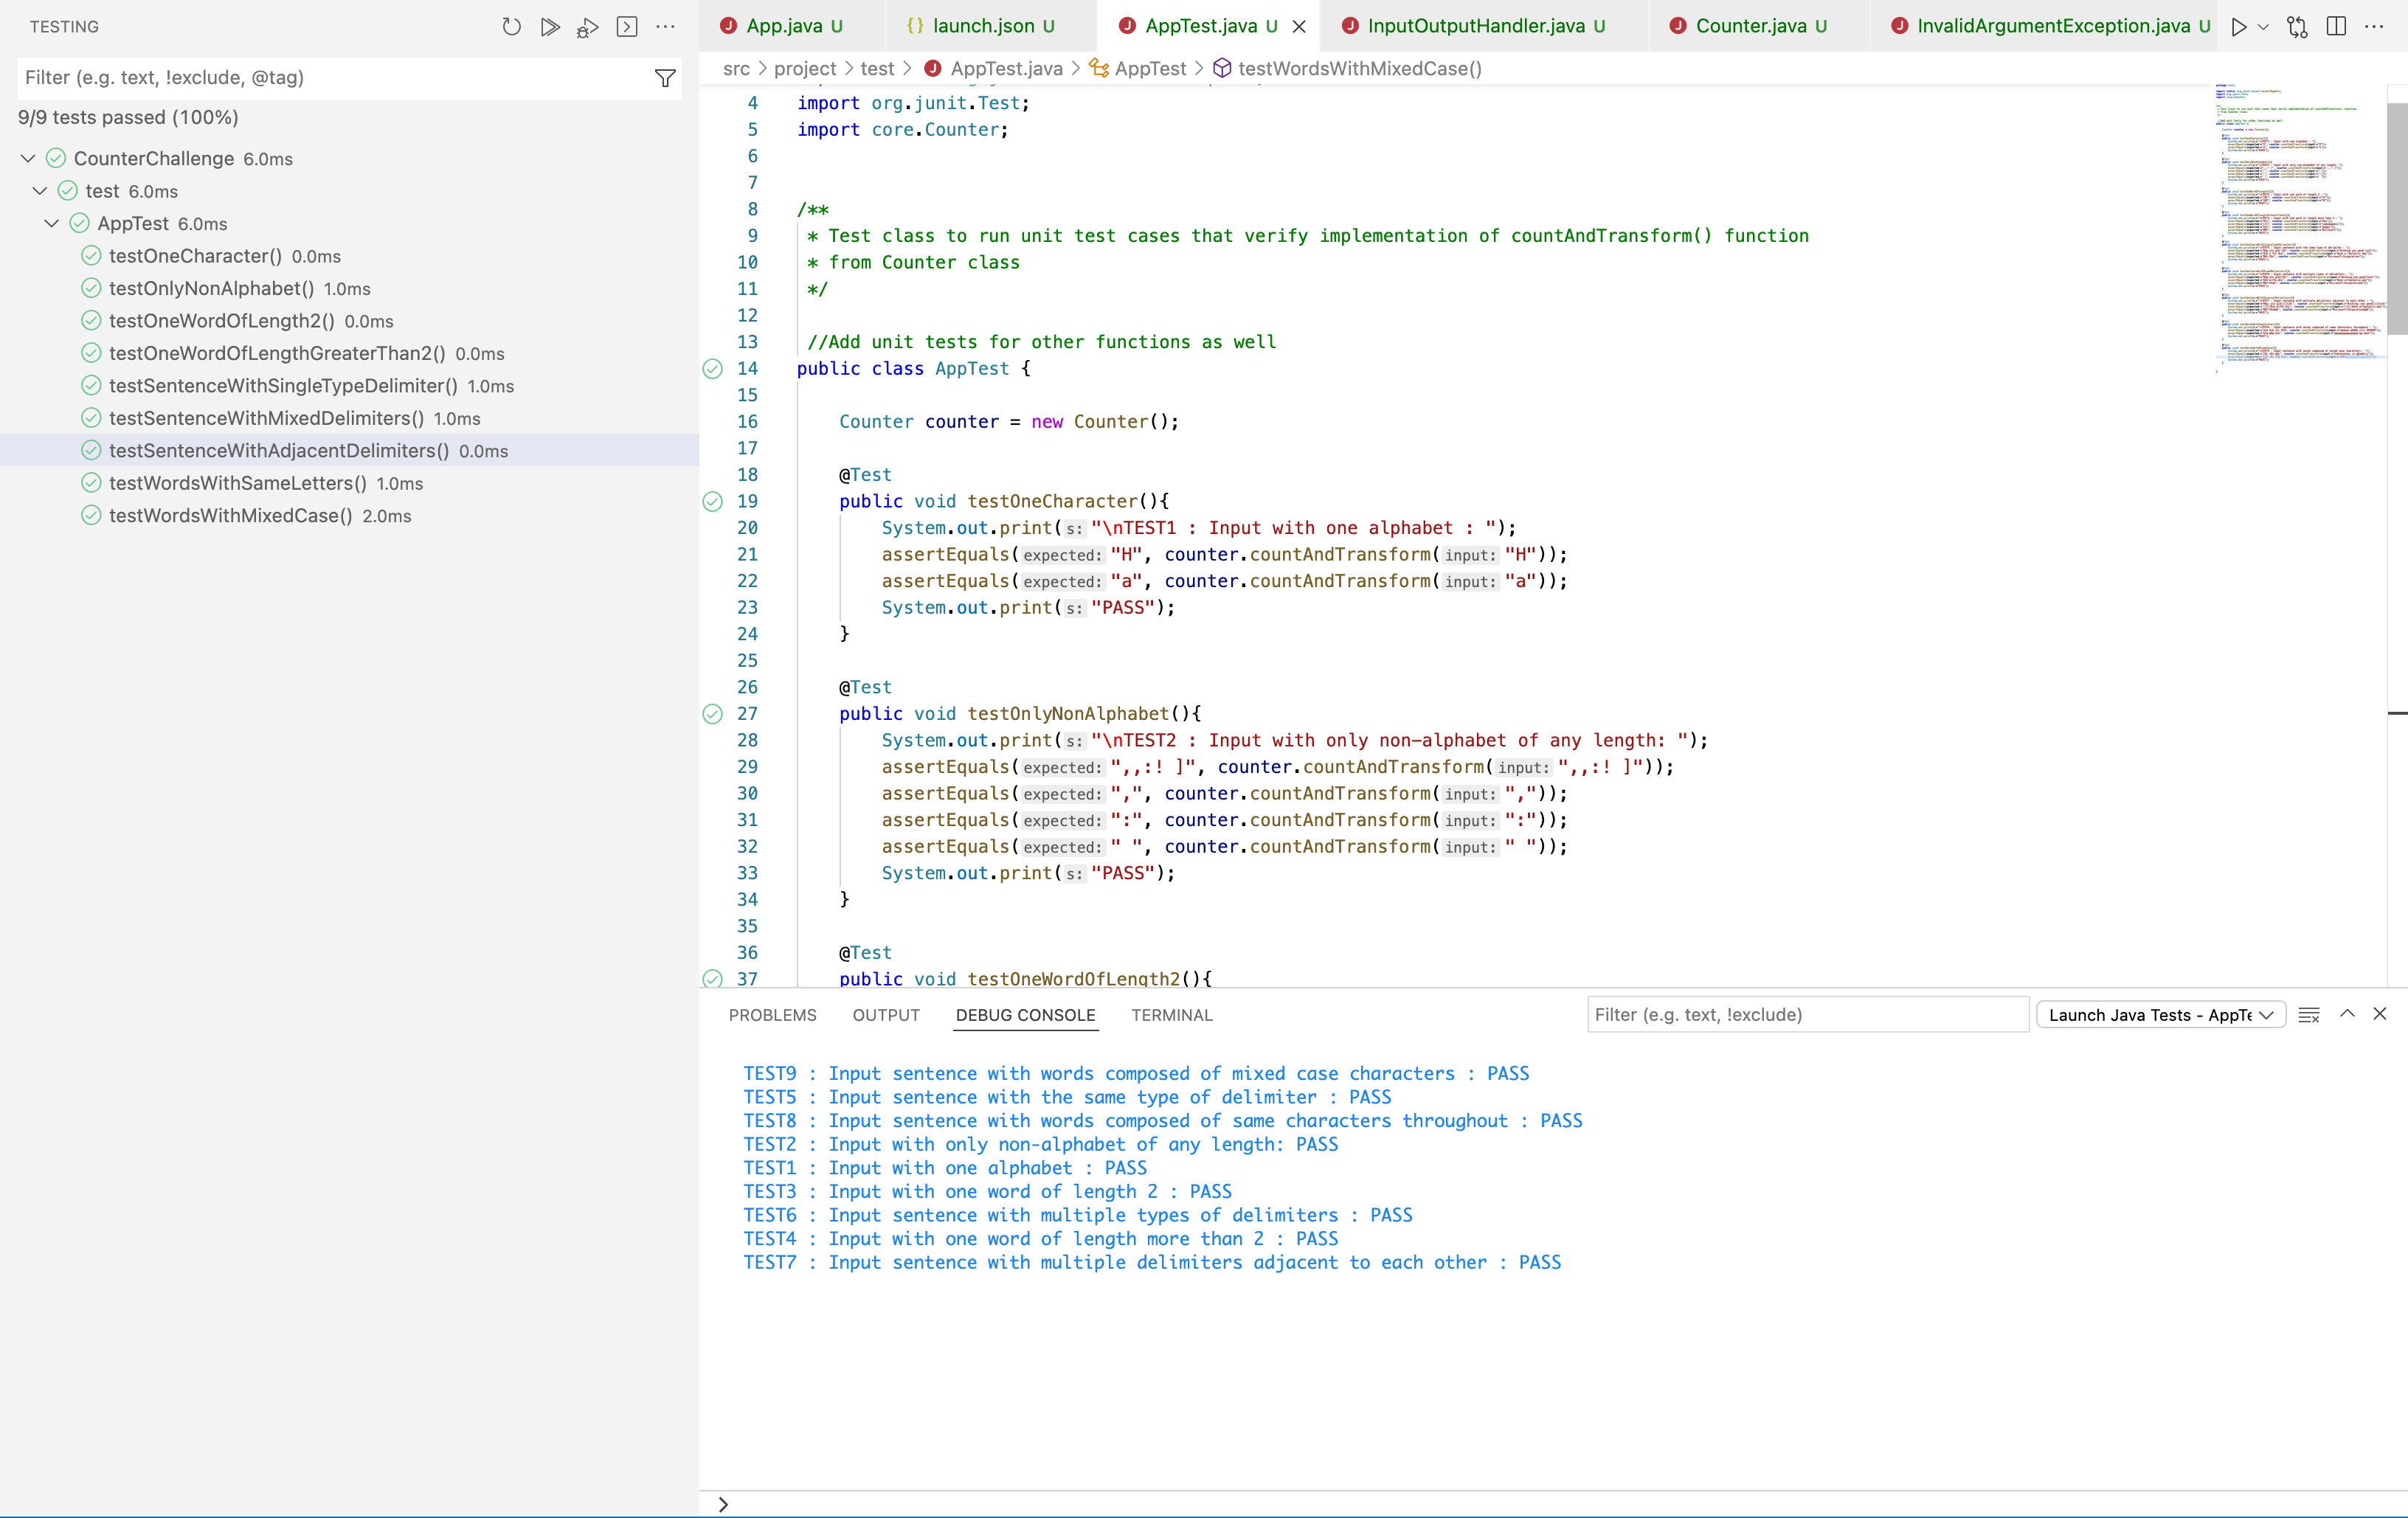 TESTING
Filter (e.g. text, !exclude, @tag)
9/9 tests passed (100%)
CounterChallenge 6.0ms
test 6.0ms
AppTest 6.0ms
testOneCharacter() 0.0ms
testOnlyNonAlphabet() 1.0ms
testOneWordOfLength2() 0.0ms
testOneWordOfLengthGreaterThan2() 0.0ms
testSentenceWithSingleTypeDelimiter() 1.0ms
testSentenceWithMixedDelimiters() 1.0ms
testSentenceWithAdjacentDelimiters() 0.0ms
testWordsWithSameLetters() 1.0ms
testWordsWithMixedCase() 2.0ms
App.java U
{} launch.json U
AppTest.java U
InputOutputHandler.java U
Counter.java U
InvalidArgumentException.java U
src > project > test > AppTest.java > AppTest > testWordsWithMixedCase()
4 import org.junit.Test;
5 import core.Counter;
6
7
8 /**
9 * Test class to run unit test cases that verify implementation of countAndTransform() function
10 * from Counter class
11 */
12
13 //Add unit tests for other functions as well
14 public class AppTest {
15
16 Counter counter = new Counter();
17
18 @Test
19 public void testOneCharacter(){
20 System.out.print(s: "\nTEST1 : Input with one alphabet : ");
21 assertEquals(expected: "H", counter.countAndTransform(input: "H"));
22 assertEquals(expected: "a", counter.countAndTransform(input: "a"));
23 System.out.print(s: "PASS");
24 }
25
26 @Test
27 public void testOnlyNonAlphabet(){
28 System.out.print(s: "\nTEST2 : Input with only non-alphabet of any length: ");
29 assertEquals(expected: ",,:! ]", counter.countAndTransform(input: ",,:! ]"));
30 assertEquals(expected: ",", counter.countAndTransform(input: ","));
31 assertEquals(expected: ":", counter.countAndTransform(input: ":"));
32 assertEquals(expected: " ", counter.countAndTransform(input: " "));
33 System.out.print(s: "PASS");
34 }
35
36 @Test
37 public void testOneWordOfLength2(){
PROBLEMS
OUTPUT
DEBUG CONSOLE
TERMINAL
Filter (e.g. text, !exclude)
Launch Java Tests - AppTe
TEST9 : Input sentence with words composed of mixed case characters : PASS
TEST5 : Input sentence with the same type of delimiter : PASS
TEST8 : Input sentence with words composed of same characters throughout : PASS
TEST2 : Input with only non-alphabet of any length: PASS
TEST1 : Input with one alphabet : PASS
TEST3 : Input with one word of length 2 : PASS
TEST6 : Input sentence with multiple types of delimiters : PASS
TEST4 : Input with one word of length more than 2 : PASS
TEST7 : Input sentence with multiple delimiters adjacent to each other : PASS